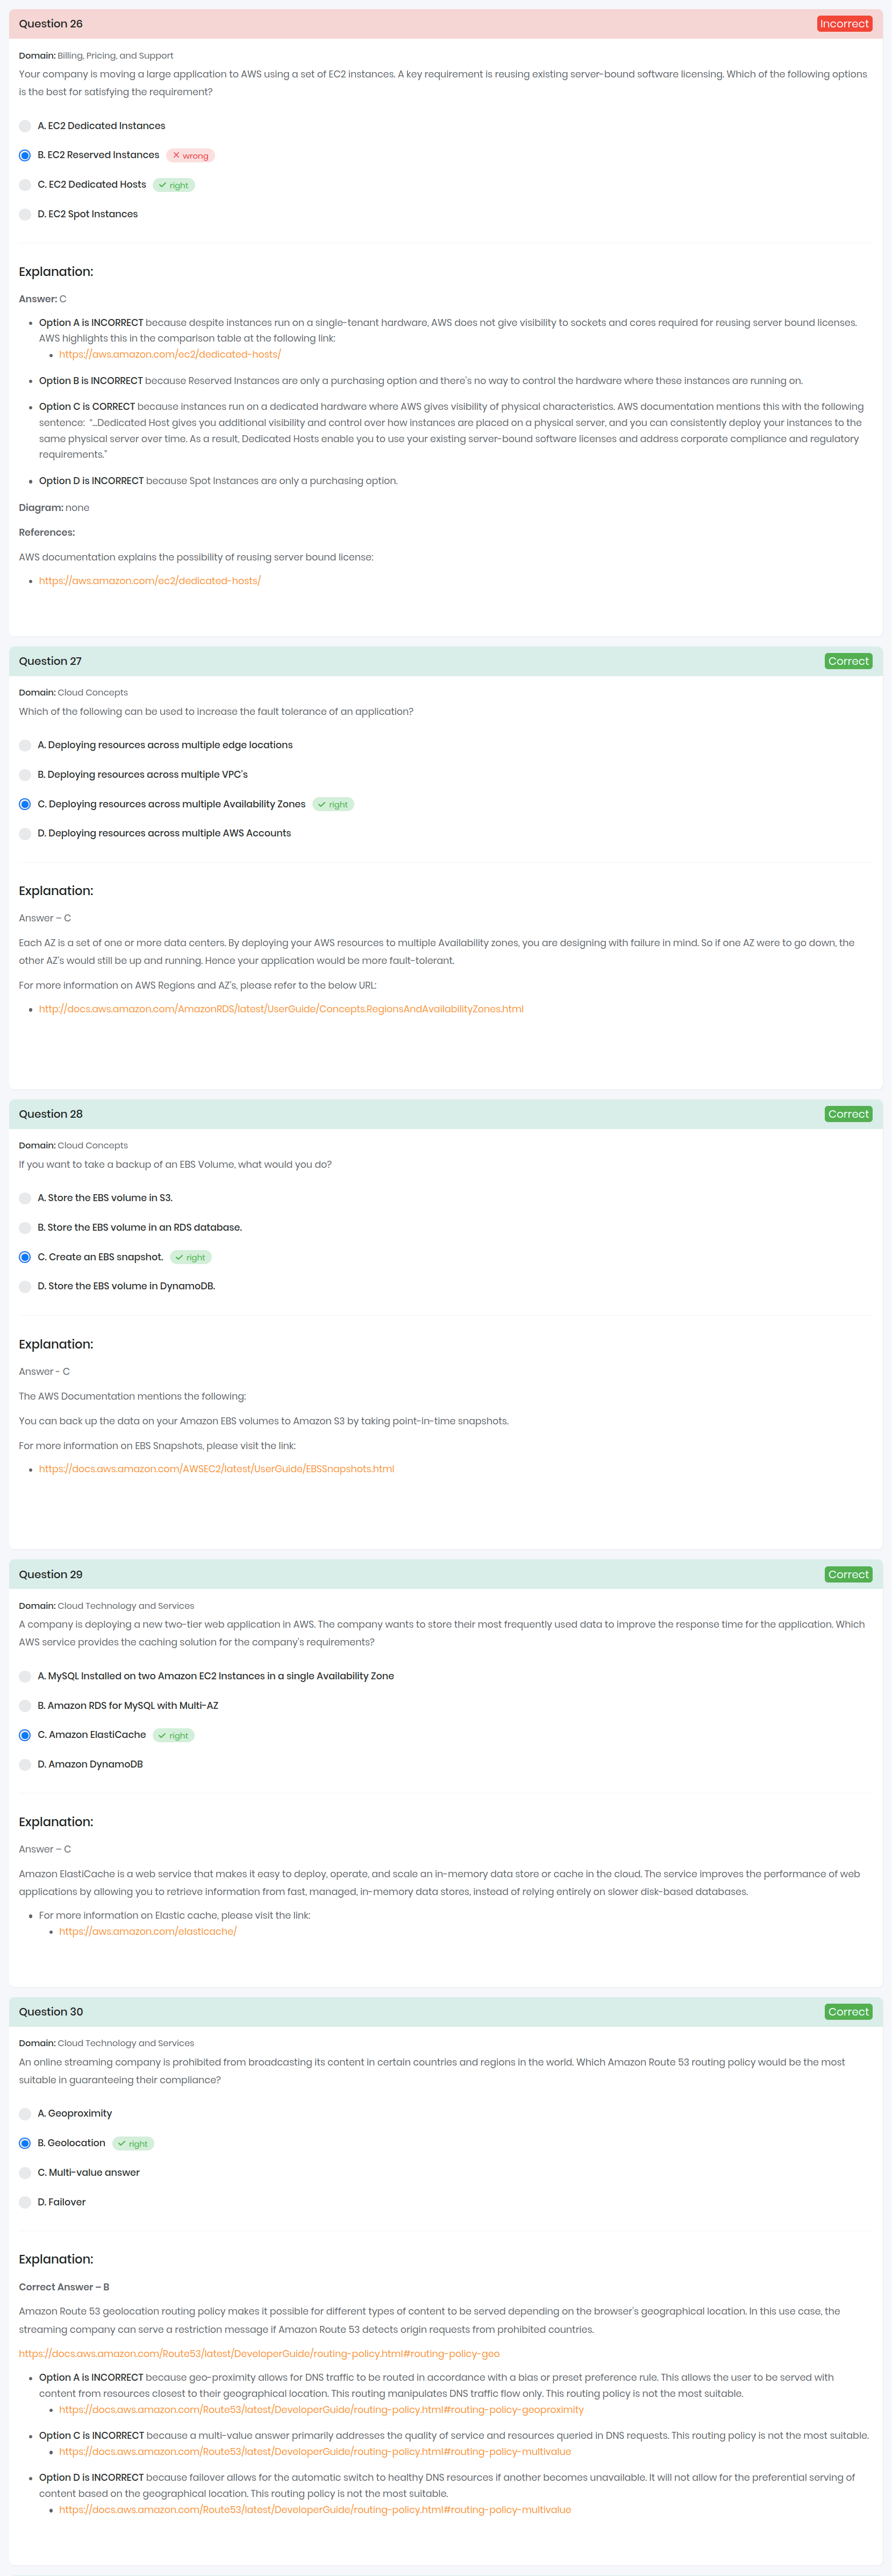 Question 26
Incorrect
Domain: Billing, Pricing, and Support
Your company is moving a large application to AWS using a set of EC2 instances. A key requirement is reusing existing server-bound software licensing. Which of the following options
is the best for satisfying the requirement?
A. EC2 Dedicated Instances
B. EC2 Reserved Instances wrong
C. EC2 Dedicated Hosts right
D. EC2 Spot Instances
Explanation:
Answer: C
Option A is INCORRECT because despite instances run on a single-tenant hardware, AWS does not give visibility to sockets and cores required for reusing server bound licenses.
AWS highlights this in the comparison table at the following link:
https://aws.amazon.com/ec2/dedicated-hosts/
Option B is INCORRECT because Reserved Instances are only a purchasing option and there's no way to control the hardware where these instances are running on.
Option C is CORRECT because instances run on a dedicated hardware where AWS gives visibility of physical characteristics. AWS documentation mentions this with the following
sentence: "...Dedicated Host gives you additional visibility and control over how instances are placed on a physical server, and you can consistently deploy your instances to the
same physical server over time. As a result, Dedicated Hosts enable you to use your existing server-bound software licenses and address corporate compliance and regulatory
requirements."
Option D is INCORRECT because Spot Instances are only a purchasing option.
Diagram: none
References:
AWS documentation explains the possibility of reusing server bound license:
https://aws.amazon.com/ec2/dedicated-hosts/
Question 27
Correct
Domain: Cloud Concepts
Which of the following can be used to increase the fault tolerance of an application?
A. Deploying resources across multiple edge locations
B. Deploying resources across multiple VPC's
C. Deploying resources across multiple Availability Zones right
D. Deploying resources across multiple AWS Accounts
Explanation:
Answer – C
Each AZ is a set of one or more data centers. By deploying your AWS resources to multiple Availability zones, you are designing with failure in mind. So if one AZ were to go down, the
other AZ's would still be up and running. Hence your application would be more fault-tolerant.
For more information on AWS Regions and AZ's, please refer to the below URL:
http://docs.aws.amazon.com/AmazonRDS/latest/UserGuide/Concepts.RegionsAndAvailabilityZones.html
Question 28
Correct
Domain: Cloud Concepts
If you want to take a backup of an EBS Volume, what would you do?
A. Store the EBS volume in S3.
B. Store the EBS volume in an RDS database.
C. Create an EBS snapshot. right
D. Store the EBS volume in DynamoDB.
Explanation:
Answer - C
The AWS Documentation mentions the following:
You can back up the data on your Amazon EBS volumes to Amazon S3 by taking point-in-time snapshots.
For more information on EBS Snapshots, please visit the link:
https://docs.aws.amazon.com/AWSEC2/latest/UserGuide/EBSSnapshots.html
Question 29
Correct
Domain: Cloud Technology and Services
A company is deploying a new two-tier web application in AWS. The company wants to store their most frequently used data to improve the response time for the application. Which
AWS service provides the caching solution for the company's requirements?
A. MySQL Installed on two Amazon EC2 Instances in a single Availability Zone
B. Amazon RDS for MySQL with Multi-AZ
C. Amazon ElastiCache right
D. Amazon DynamoDB
Explanation:
Answer – C
Amazon ElastiCache is a web service that makes it easy to deploy, operate, and scale an in-memory data store or cache in the cloud. The service improves the performance of web
applications by allowing you to retrieve information from fast, managed, in-memory data stores, instead of relying entirely on slower disk-based databases.
For more information on Elastic cache, please visit the link:
https://aws.amazon.com/elasticache/
Question 30
Correct
Domain: Cloud Technology and Services
An online streaming company is prohibited from broadcasting its content in certain countries and regions in the world. Which Amazon Route 53 routing policy would be the most
suitable in guaranteeing their compliance?
A. Geoproximity
B. Geolocation right
C. Multi-value answer
D. Failover
Explanation:
Correct Answer – B
Amazon Route 53 geolocation routing policy makes it possible for different types of content to be served depending on the browser's geographical location. In this use case, the
streaming company can serve a restriction message if Amazon Route 53 detects origin requests from prohibited countries.
https://docs.aws.amazon.com/Route53/latest/DeveloperGuide/routing-policy.html#routing-policy-geo
Option A is INCORRECT because geo-proximity allows for DNS traffic to be routed in accordance with a bias or preset preference rule. This allows the user to be served with
content from resources closest to their geographical location. This routing manipulates DNS traffic flow only. This routing policy is not the most suitable.
https://docs.aws.amazon.com/Route53/latest/DeveloperGuide/routing-policy.html#routing-policy-geoproximity
Option C is INCORRECT because a multi-value answer primarily addresses the quality of service and resources queried in DNS requests. This routing policy is not the most suitable.
https://docs.aws.amazon.com/Route53/latest/DeveloperGuide/routing-policy.html#routing-policy-multivalue
Option D is INCORRECT because failover allows for the automatic switch to healthy DNS resources if another becomes unavailable. It will not allow for the preferential serving of
content based on the geographical location. This routing policy is not the most suitable.
https://docs.aws.amazon.com/Route53/latest/DeveloperGuide/routing-policy.html#routing-policy-multivalue